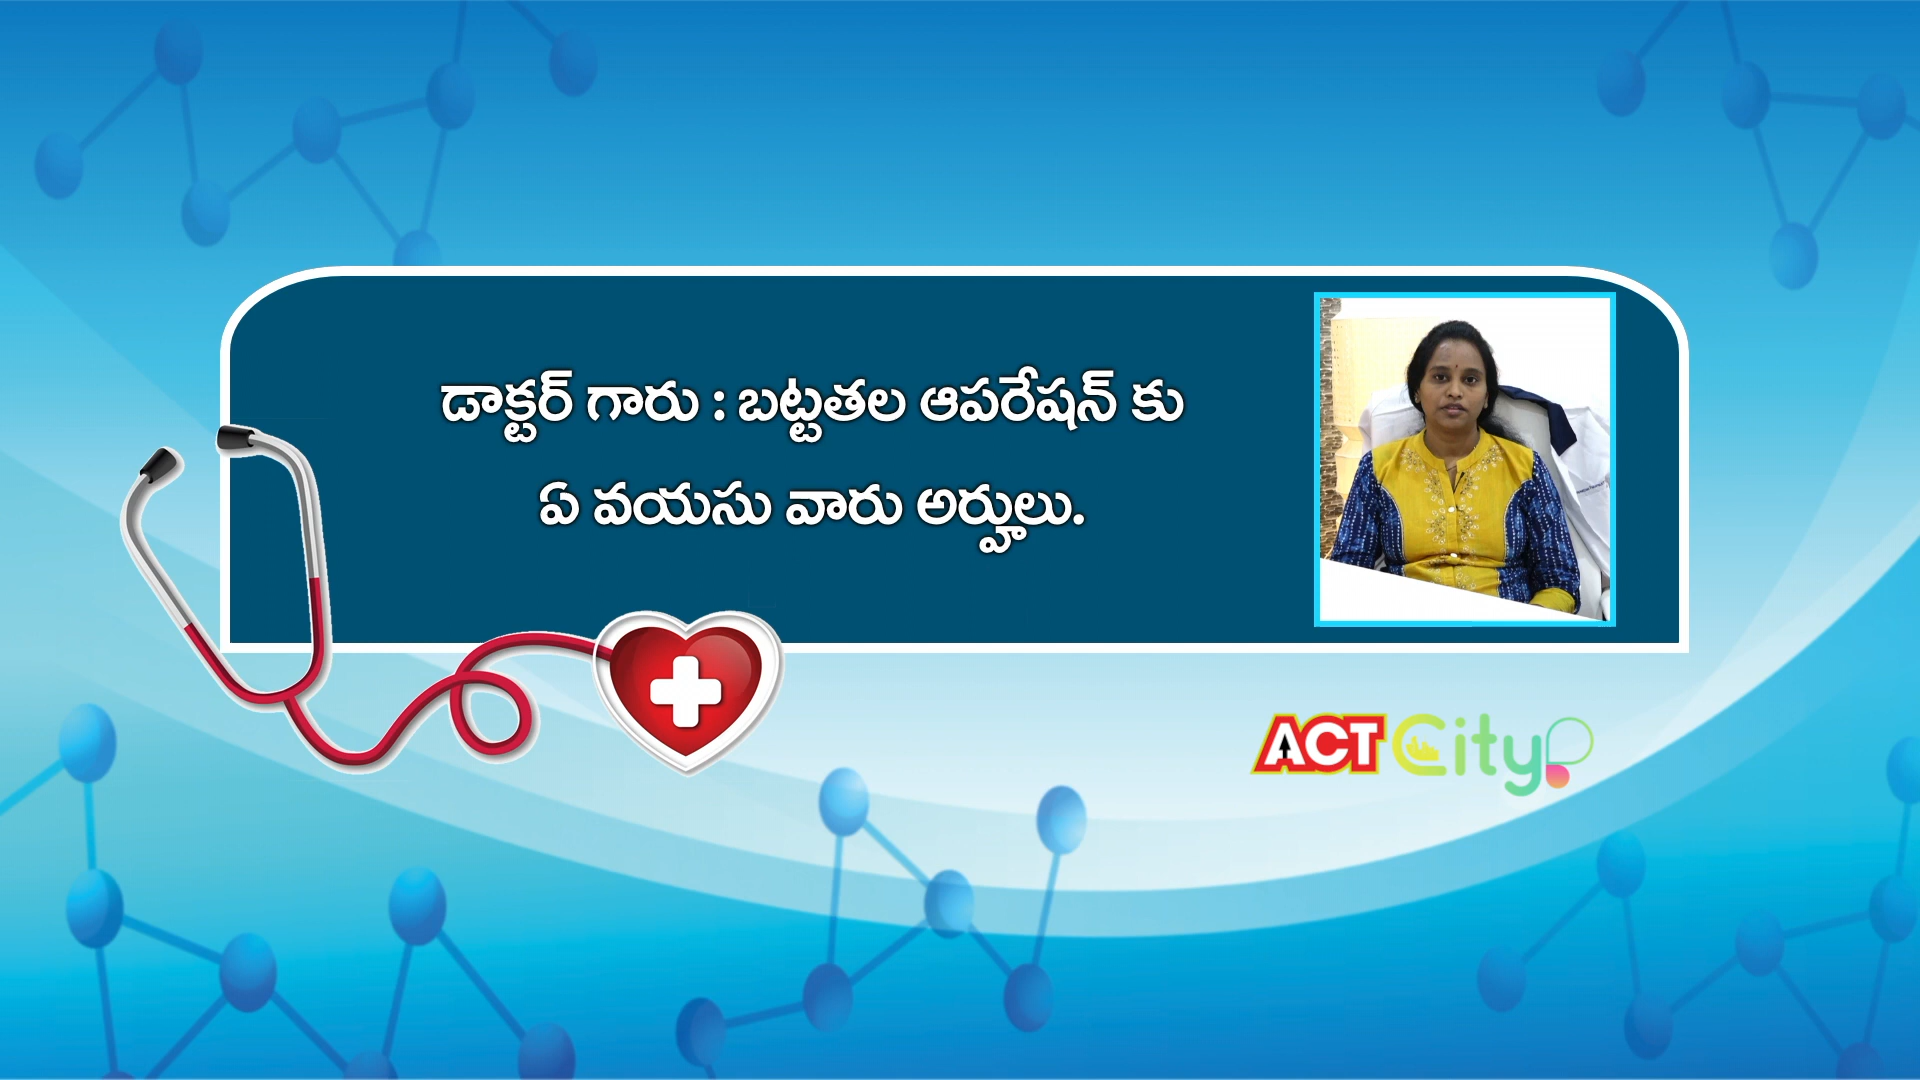 డాక్టర్ గారు : బట్టతల ఆపరేషన్ కు
ఏ వయసు వారు అర్హులు.
ACT City